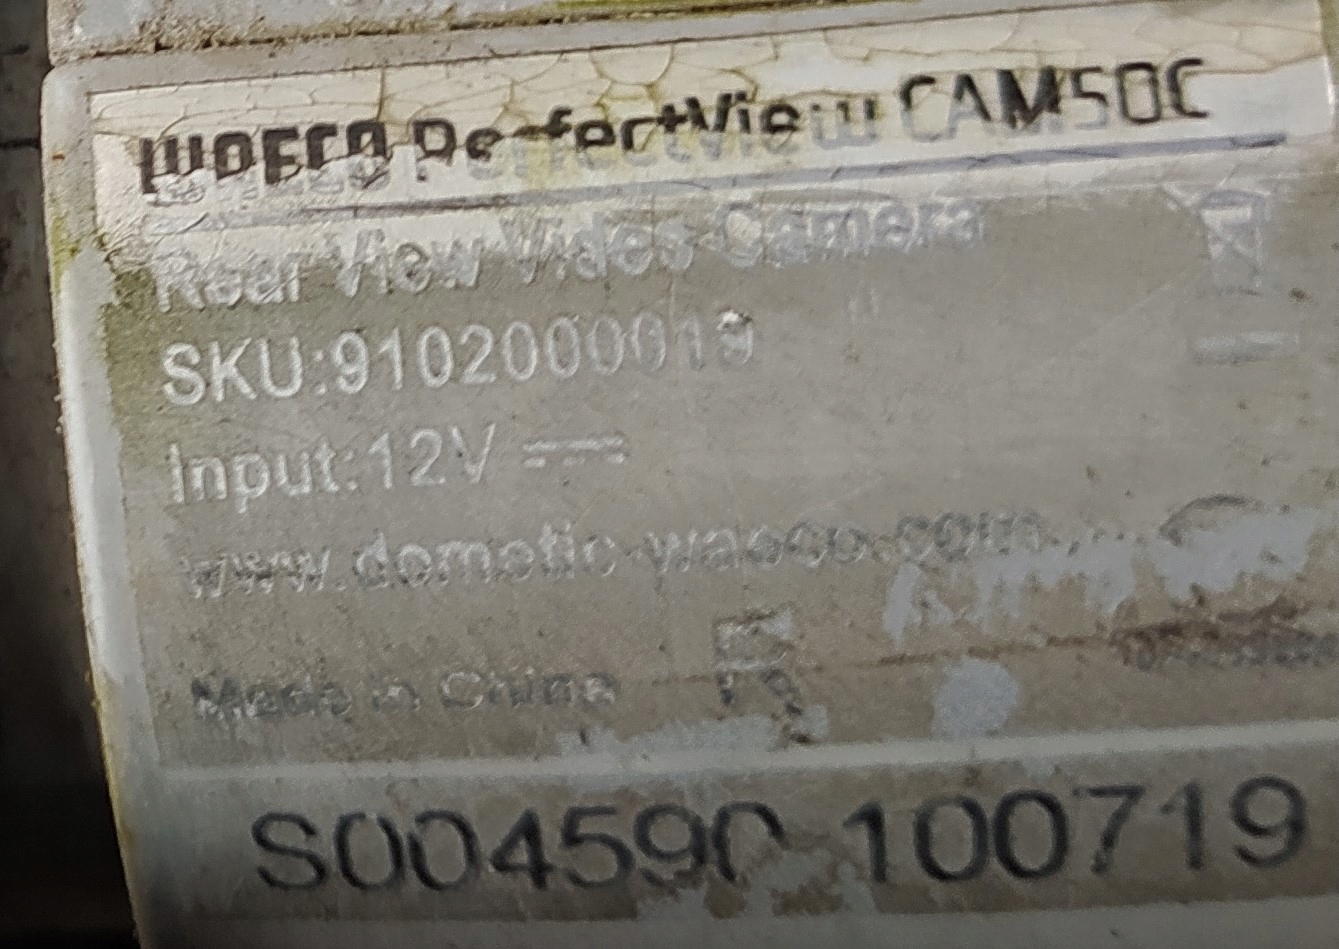 WAECO PerfectView CAM50C
Rear View Video Camera
SKU:9102000019
Input:12V
www.dometic-waeco.com
Made in China
S004590 100719